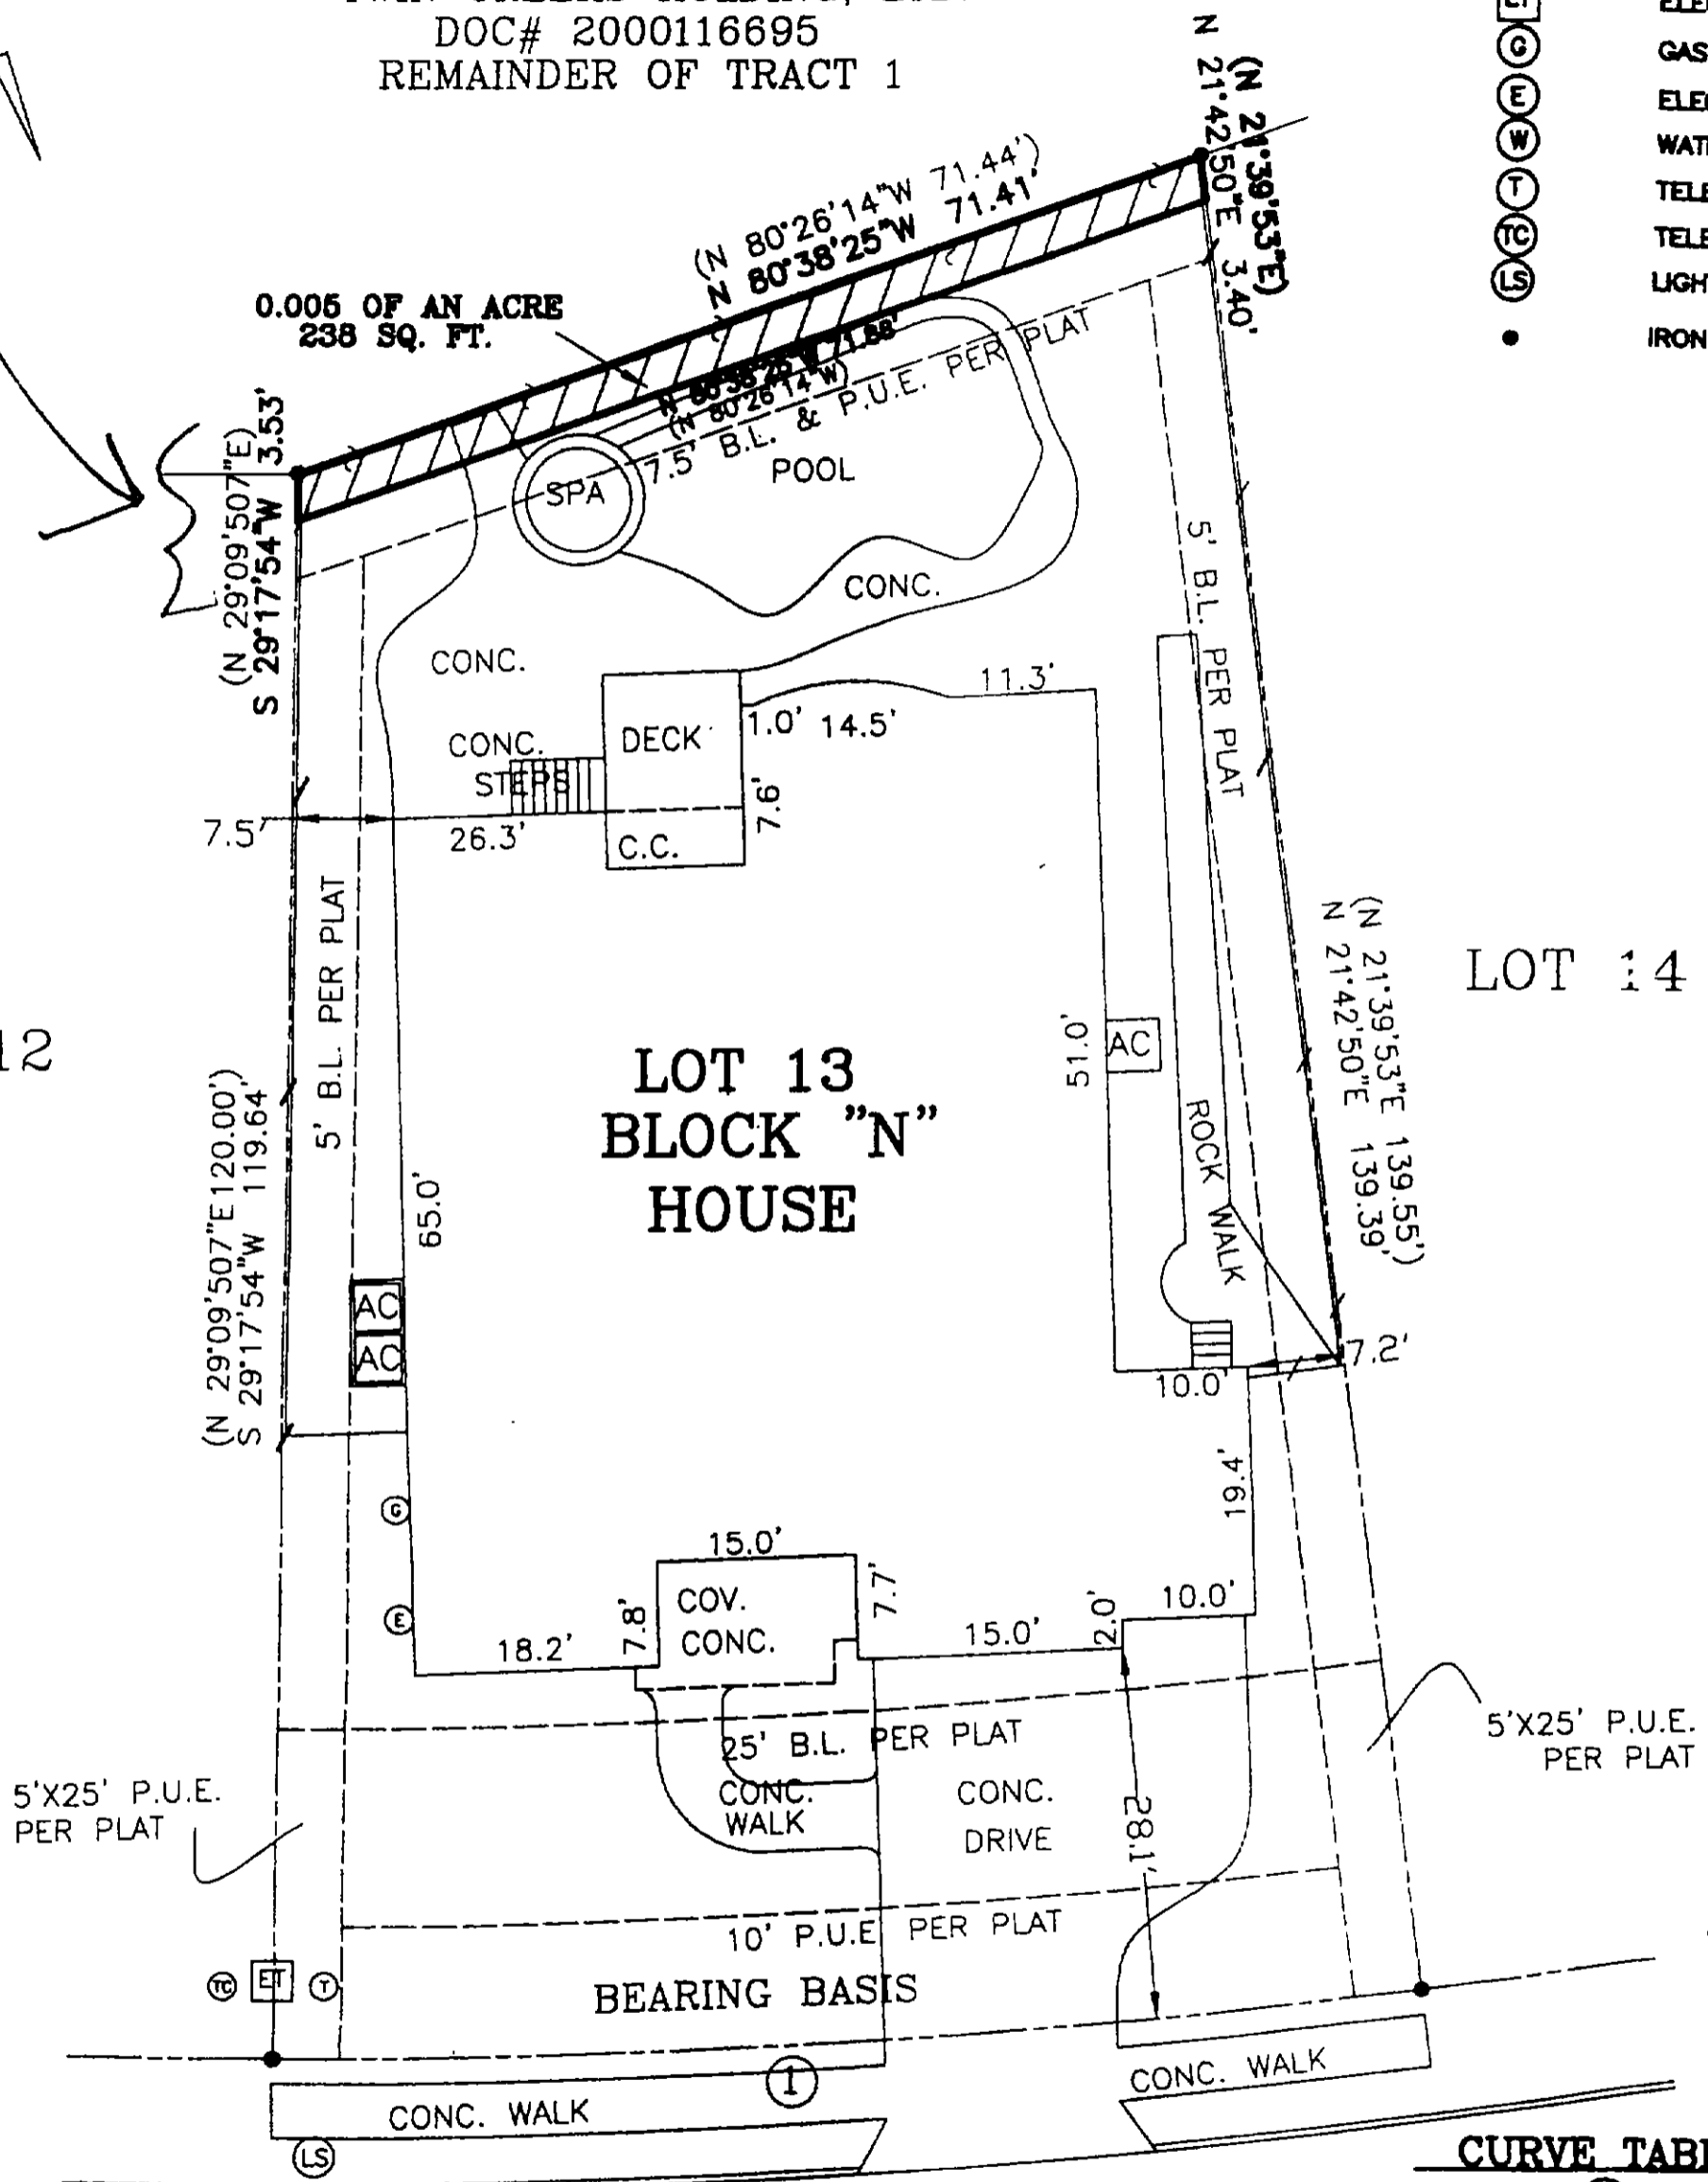 DOC# 2000116695
REMAINDER OF TRACT 1
G
GAS
E
W
T
TC
LS
IRON
N 21°42'50"E 3.40'
(N 21°39'53"E)
(N 80°26'14"W 71.44')
N 80°38'25"W 71.41'
0.005 OF AN ACRE
238 SQ. FT.
N 80°38'25"W 71.88'
(N 80°26'14"W)
7.5' B.L. & P.U.E. PER PLAT
(N 29°09'507"E)
S 29°17'54"W 3.53'
SPA
POOL
5' B.L. PER PLAT
CONC.
CONC.
11.3'
1.0' 14.5'
DECK
CONC.
STEPS
7.6'
7.5'
26.3'
C.C.
5' B.L. PER PLAT
(N 21°39'53"E 139.55')
N 21°42'50"E 139.39'
LOT 14
12
51.0'
AC
LOT 13
BLOCK "N"
HOUSE
(N 29°09'507"E 120.00')
S 29°17'54"W 119.64'
65.0'
ROCK WALK
AC
AC
7.2'
10.0'
19.4'
G
15.0'
7.8'
COV.
CONC.
7.7'
E
18.2'
15.0'
2.0'
10.0'
25' B.L. PER PLAT
5'X25' P.U.E.
PER PLAT
5'X25' P.U.E.
PER PLAT
CONC.
WALK
CONC.
DRIVE
28.1'
10' P.U.E PER PLAT
TC
ET
T
BEARING BASIS
1
CONC. WALK
CONC. WALK
LS
CURVE